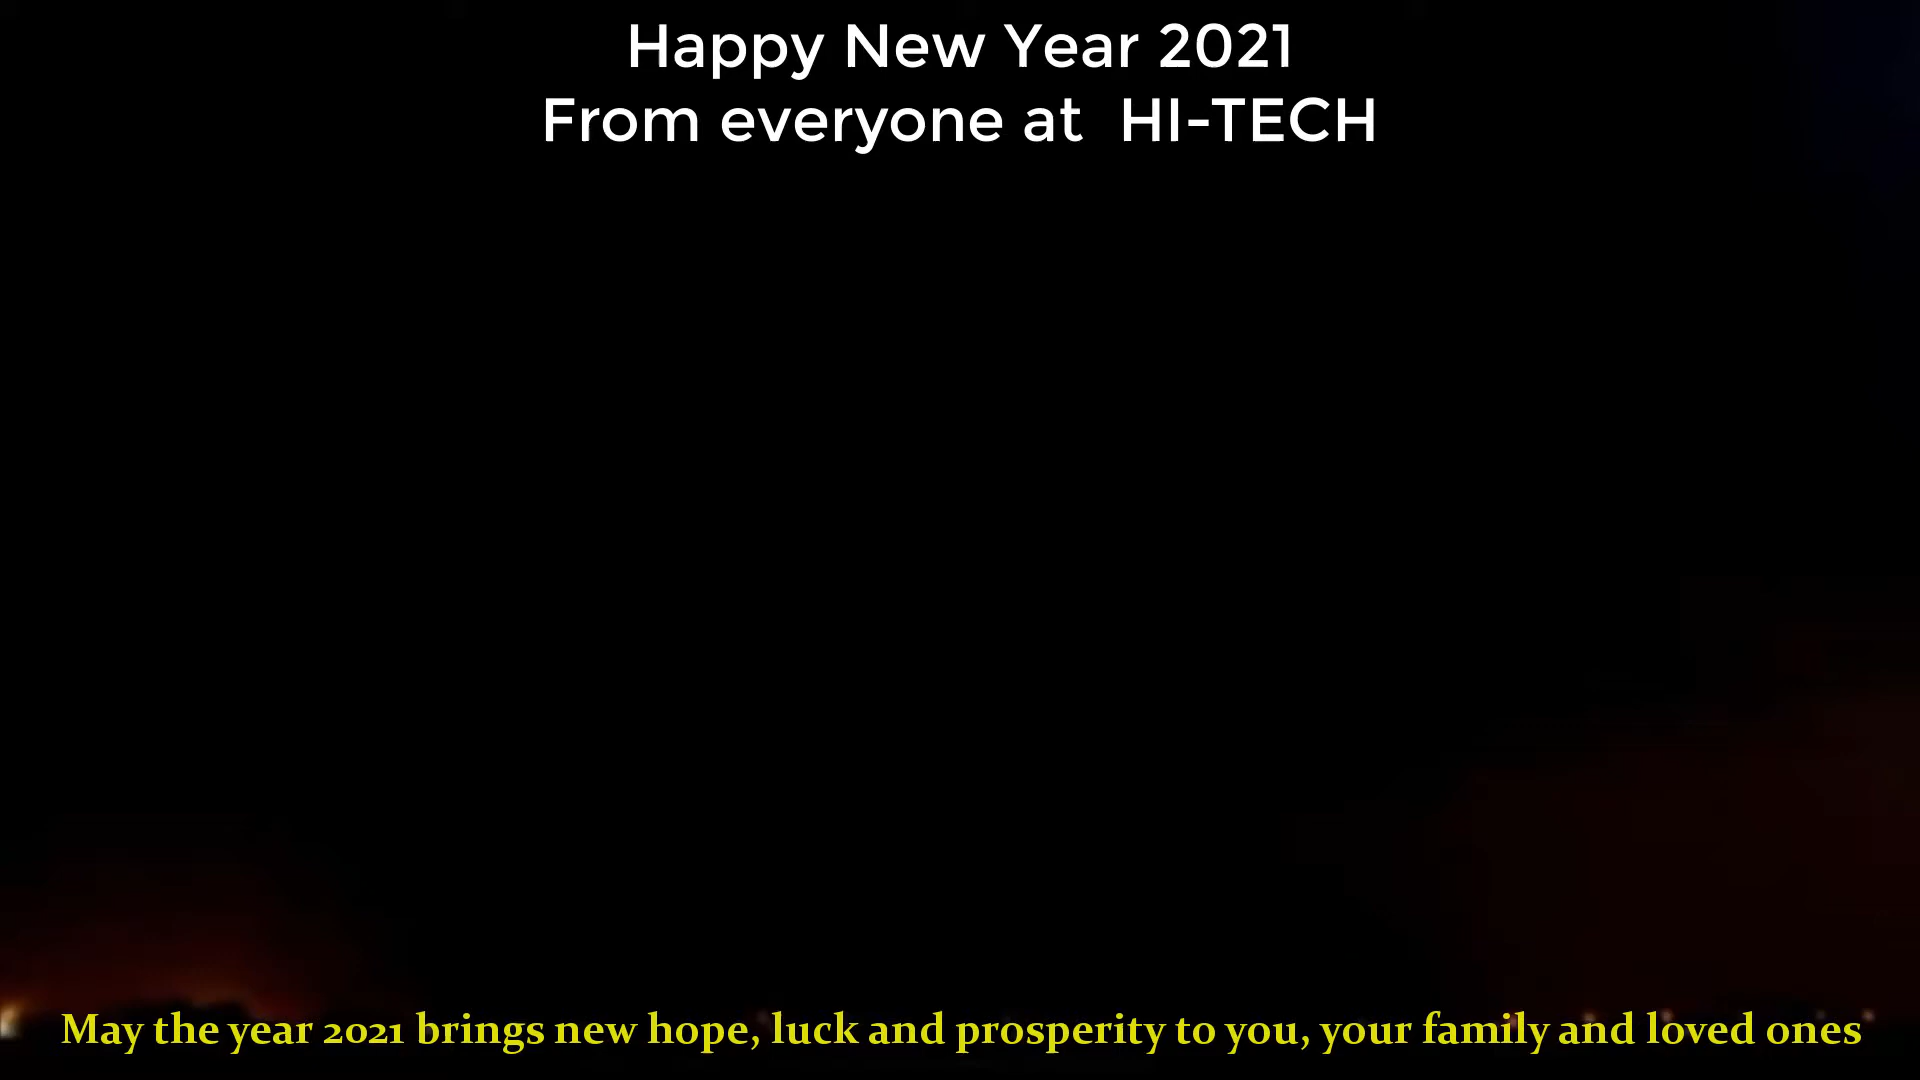 Happy New Year 2021
From everyone at  HI-TECH
May the year 2021 brings new hope, luck and prosperity to you, your family and loved ones